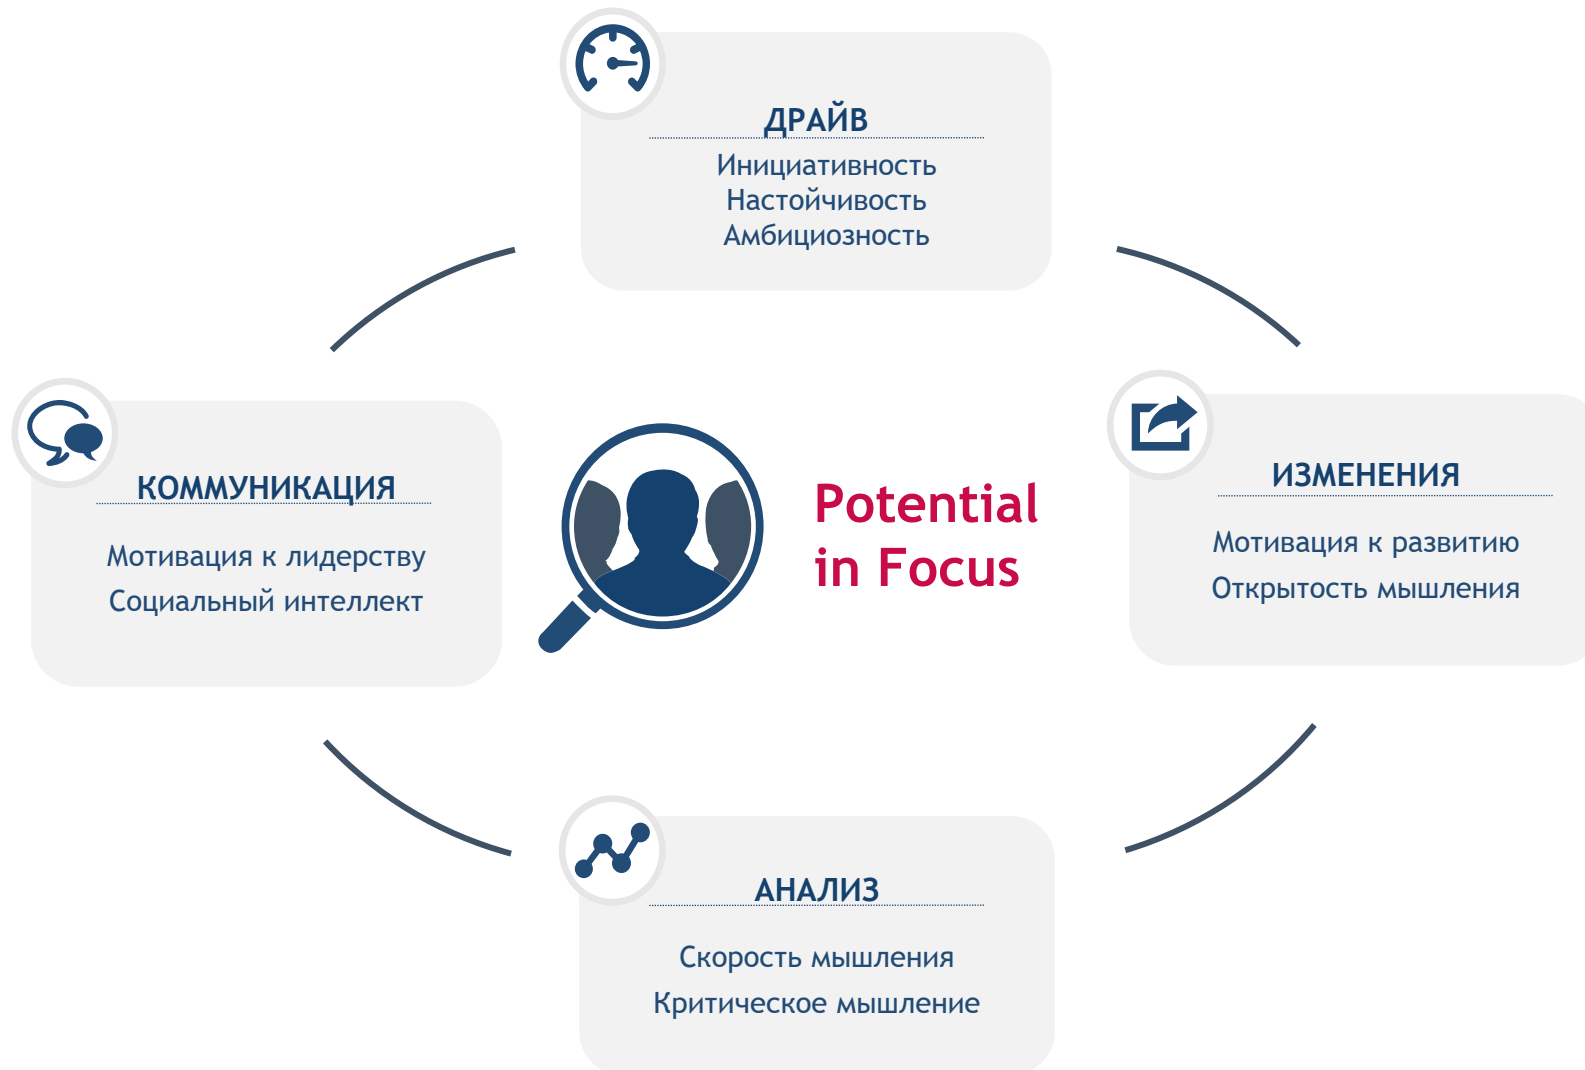 ДРАЙВ
Инициативность
Настойчивость
Амбициозность
КОММУНИКАЦИЯ
Мотивация к лидерству
Социальный интеллект
Potential
in Focus
ИЗМЕНЕНИЯ
Мотивация к развитию
Открытость мышления
АНАЛИЗ
Скорость мышления
Критическое мышление